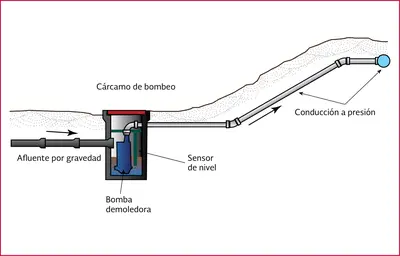 Cárcamo de bombeo
Conducción a presión
Afluente por gravedad
Sensor
de nivel
Bomba
demoledora